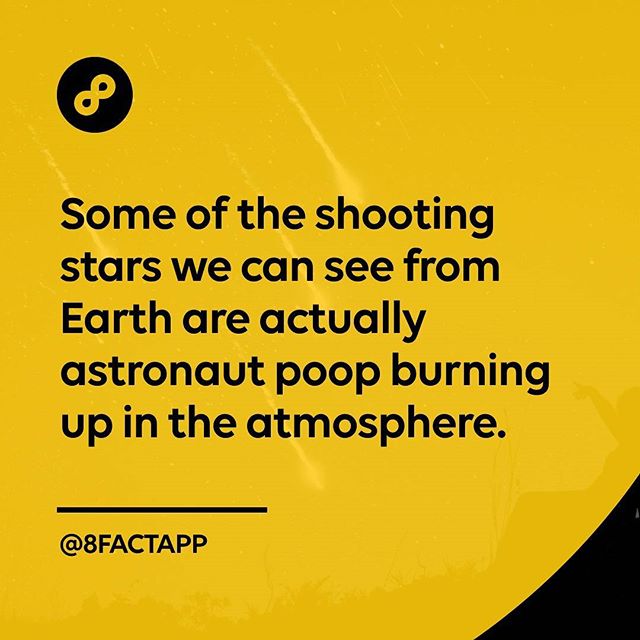 Some of the shooting
stars we can see from
Earth are actually
astronaut poop burning
up in the atmosphere.
@8FACTAPP